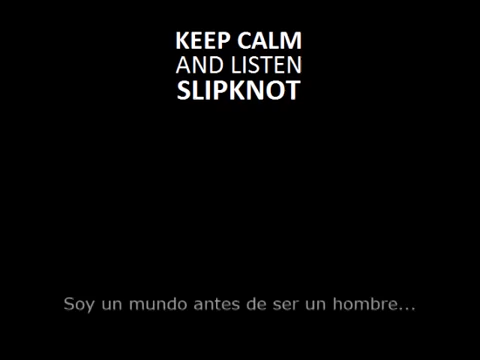 KEEP CALM
AND LISTEN
SLIPKNOT
Soy un mundo antes de ser un hombre...